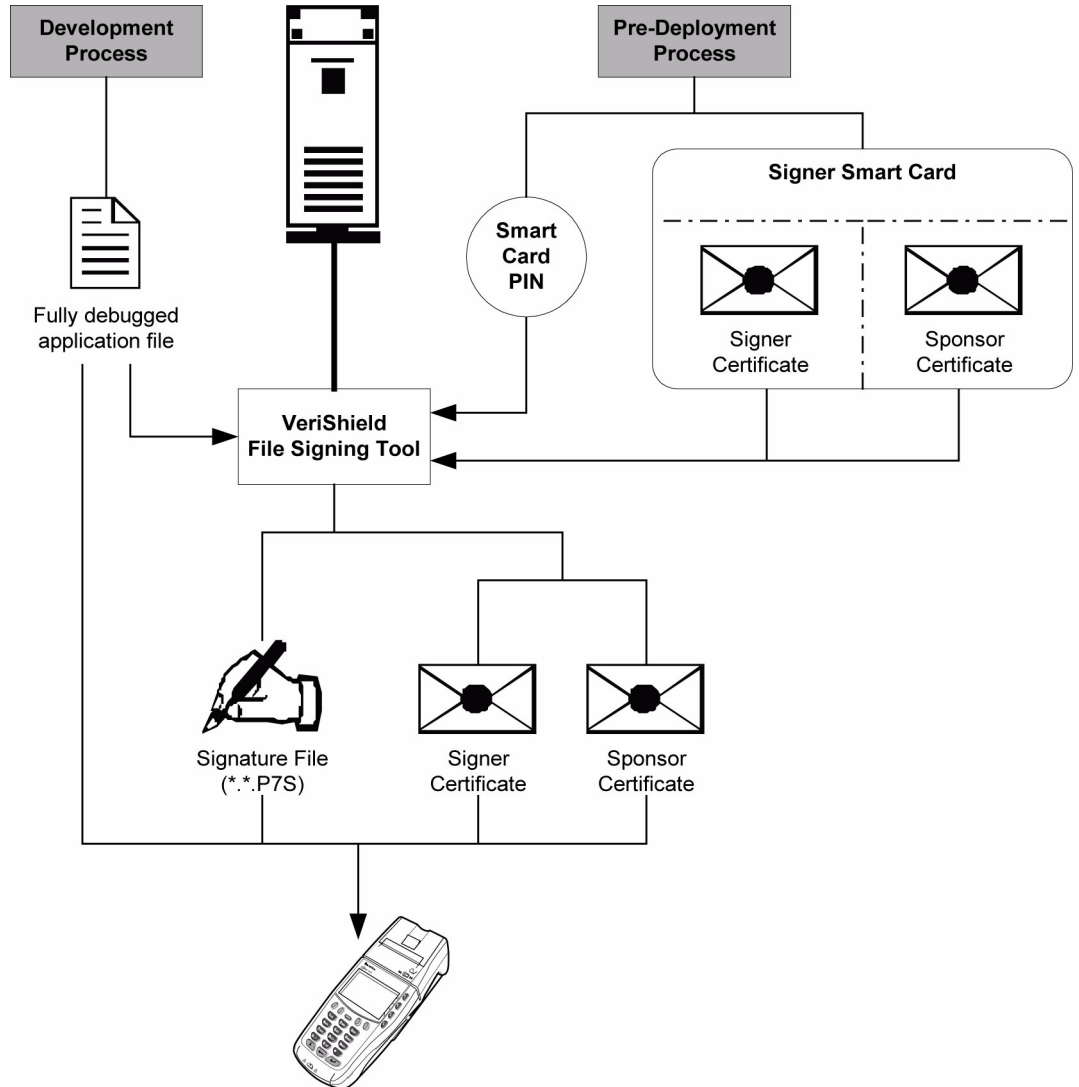 Development
Process
Pre-Deployment
Process
Signer Smart Card
Smart
Card
PIN
Signer
Certificate
Sponsor
Certificate
Fully debugged
application file
VeriShield
File Signing Tool
Signature File
(*.*.P7S)
Signer
Certificate
Sponsor
Certificate